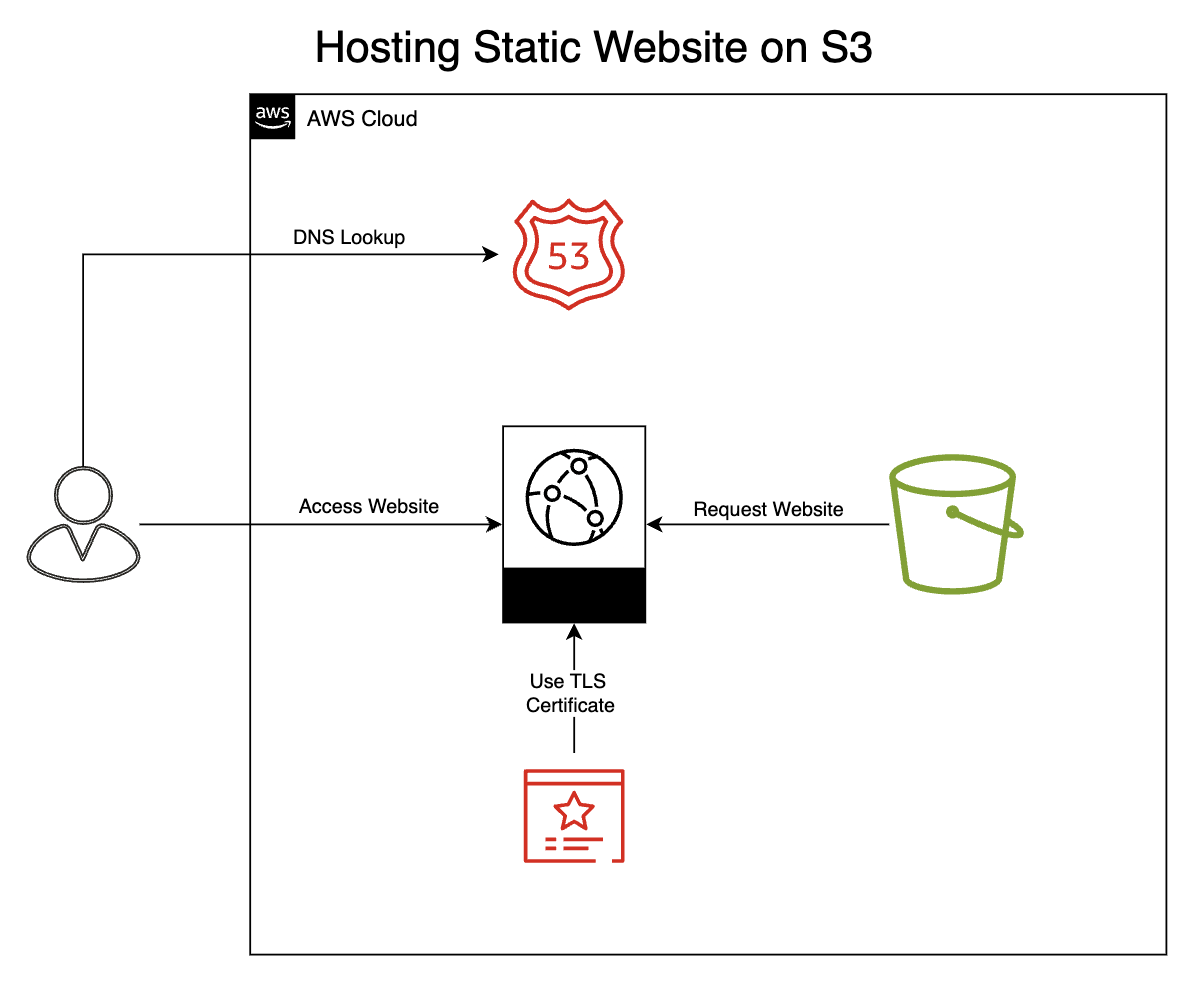 Hosting Static Website on S3
aws
AWS Cloud
DNS Lookup
53
Access Website
Request Website
Use TLS
Certificate